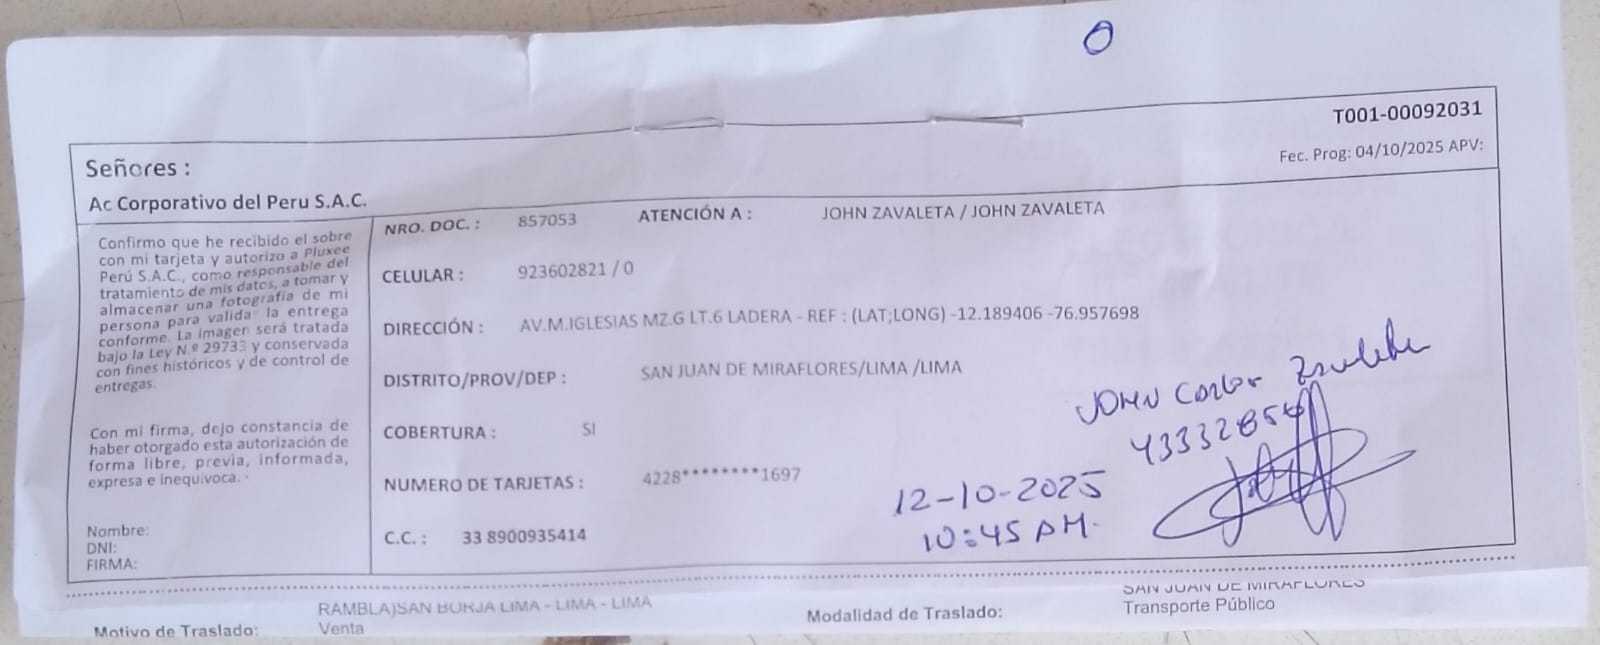 O
T001-00092031
Fec. Prog: 04/10/2025 APV:
Señores :
Ac Corporativo del Peru S.A.C.
Confirmo que he recibido el sobre
con mi tarjeta y autorizo a Pluxee
Perú S.A.C., como responsable del
tratamiento de mis datos, a tomar y
almacenar una fotografía de mi
persona para valida la entrega
conforme. La imagen será tratada
bajo la Ley N.º 29733 y conservada
con fines históricos y de control de
entregas.
Con mi firma, dejo constancia de
haber otorgado esta autorización de
forma libre, previa, informada,
expresa e inequívoca.
Nombre:
DNI:
FIRMA:
NRO. DOC. : 857053 ATENCIÓN A : JOHN ZAVALETA / JOHN ZAVALETA
CELULAR : 923602821 / 0
DIRECCIÓN : AV.M.IGLESIAS MZ.G LT.6 LADERA - REF : (LAT;LONG) -12.189406 -76.957698
DISTRITO/PROV/DEP : SAN JUAN DE MIRAFLORES/LIMA /LIMA
COBERTURA : SI
NUMERO DE TARJETAS : 4228********1697
C.C. : 33 8900935414
JOHN Carlos Zavaleta
43332854
12-10-2025
10:45 AM.
RAMBLA)SAN BORJA LIMA - LIMA - LIMA
SAN JUAN DE MIRAFLORES
Motivo de Traslado: Venta
Modalidad de Traslado: Transporte Público